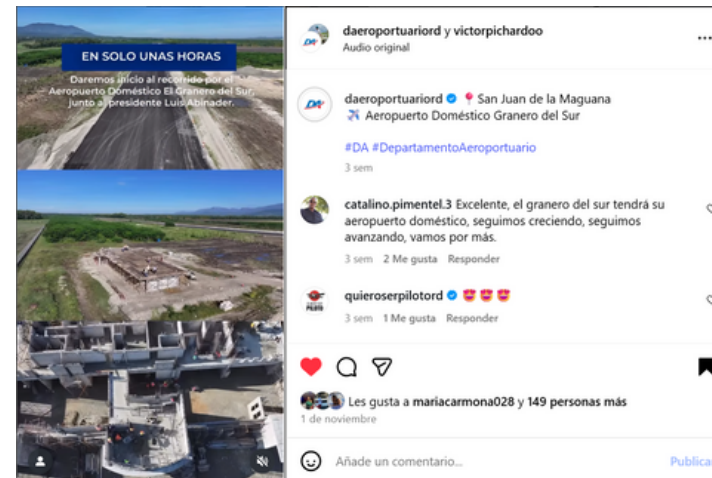 EN SOLO UNAS HORAS
Daremos inicio al recorrido por el
Aeropuerto Doméstico El Granero del Sur,
junto al presidente Luis Abinader.
daeroportuariord y victorpichardoo
Audio original
daeroportuariord 📍 San Juan de la Maguana
✈️ Aeropuerto Doméstico Granero del Sur
#DA #DepartamentoAeroportuario
3 sem
catalino.pimentel.3 Excelente, el granero del sur tendrá su
aeropuerto doméstico, seguimos creciendo, seguimos
avanzando, vamos por más.
3 sem 2 Me gusta Responder
quieroserpilotord 😍 😍 😍
3 sem 1 Me gusta Responder
Les gusta a mariacarmona028 y 149 personas más
1 de noviembre
Añade un comentario...
Publicar